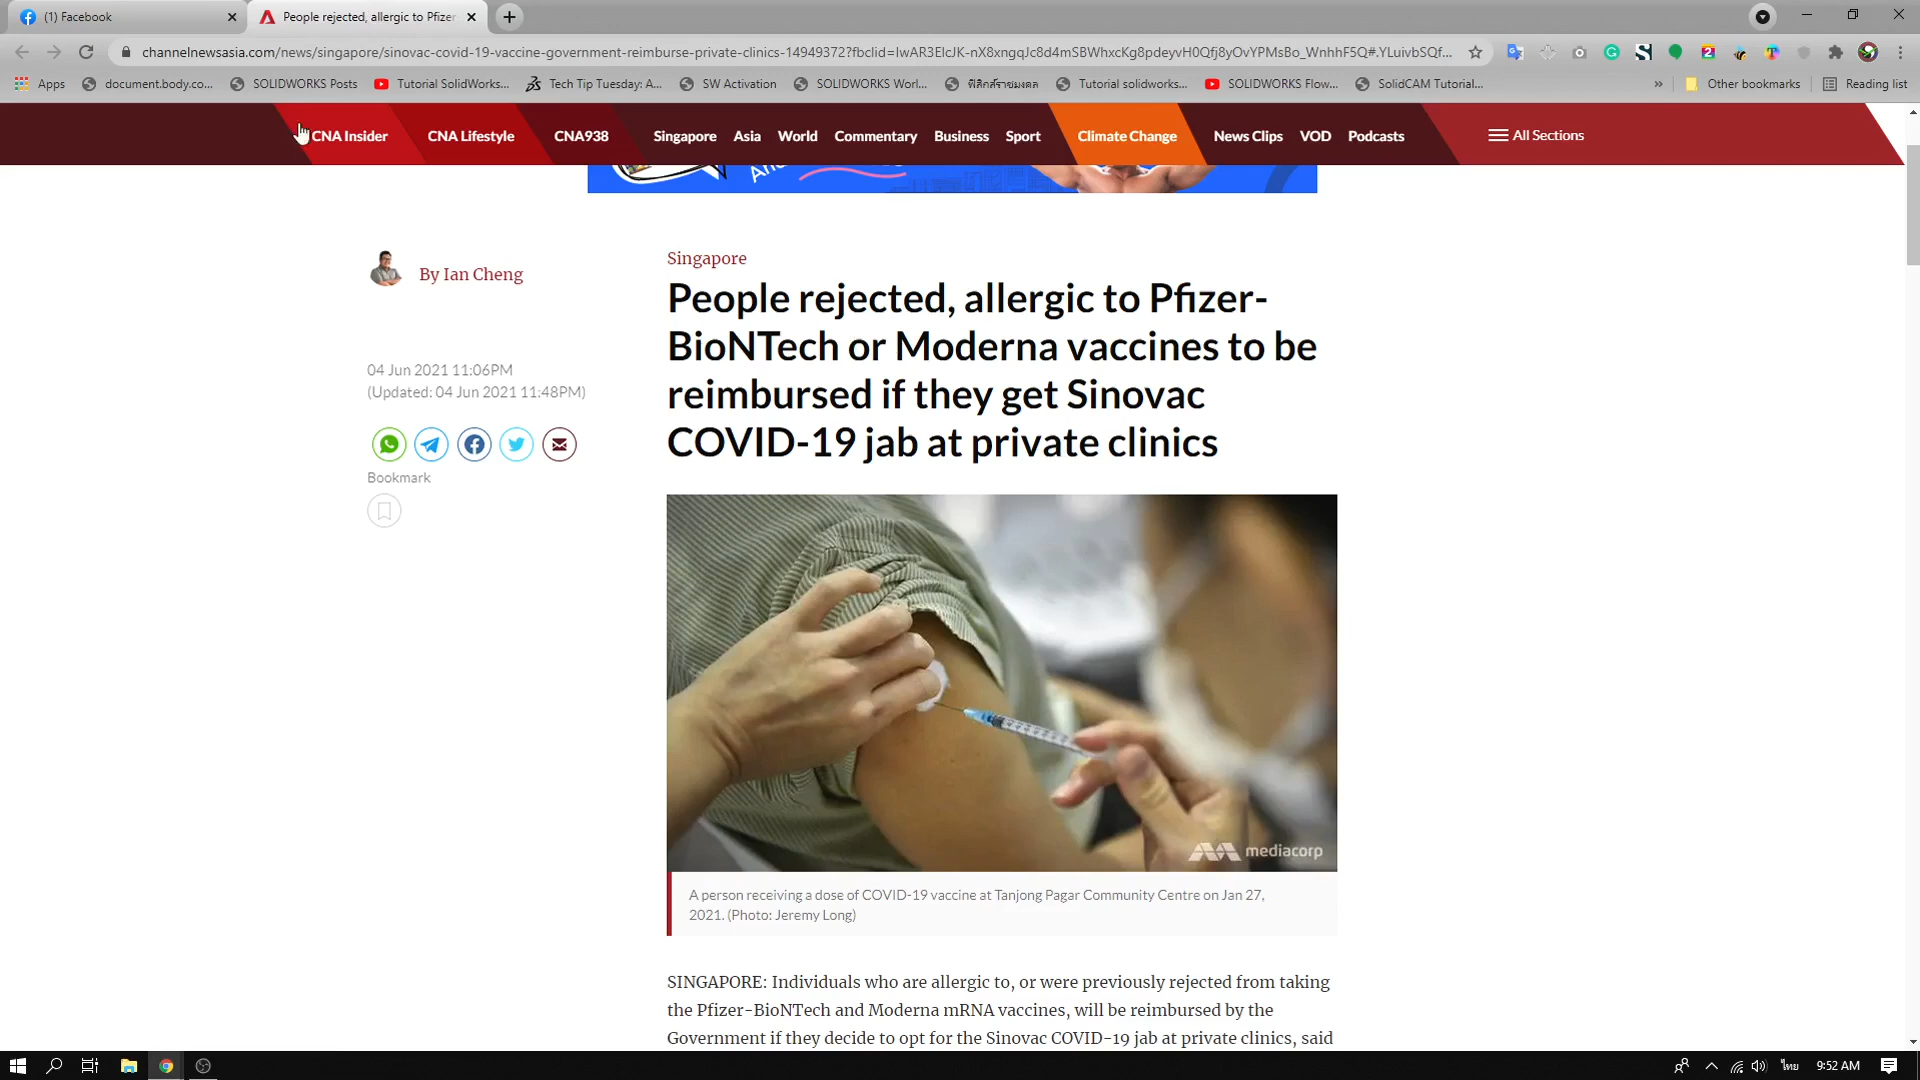 (1) Facebook
People rejected, allergic to Pfizer
channelnewsasia.com/news/singapore/sinovac-covid-19-vaccine-government-reimburse-private-clinics-14949372?fbclid=IwAR3ElcJK-nX8xngqJc8d4mSBWhxcKg8pdeyvH0Qfj8yOvYPMsBo_WnhhF5Q#.YLuivbSQf...
Apps
document.body.co...
SOLIDWORKS Posts
Tutorial SolidWorks...
Tech Tip Tuesday: A...
SW Activation
SOLIDWORKS Worl...
ฟิสิกส์ราชมงคล
Tutorial solidworks...
SOLIDWORKS Flow...
SolidCAM Tutorial...
»
Other bookmarks
Reading list
CNA Insider
CNA Lifestyle
CNA938
Singapore
Asia
World
Commentary
Business
Sport
Climate Change
News Clips
VOD
Podcasts
All Sections
By Ian Cheng
04 Jun 2021 11:06PM
(Updated: 04 Jun 2021 11:48PM)
Bookmark
Singapore
People rejected, allergic to Pfizer-
BioNTech or Moderna vaccines to be
reimbursed if they get Sinovac
COVID-19 jab at private clinics
mediacorp
A person receiving a dose of COVID-19 vaccine at Tanjong Pagar Community Centre on Jan 27,
2021. (Photo: Jeremy Long)
SINGAPORE: Individuals who are allergic to, or were previously rejected from taking
the Pfizer-BioNTech and Moderna mRNA vaccines, will be reimbursed by the
Government if they decide to opt for the Sinovac COVID-19 jab at private clinics, said
ไทย
9:52 AM